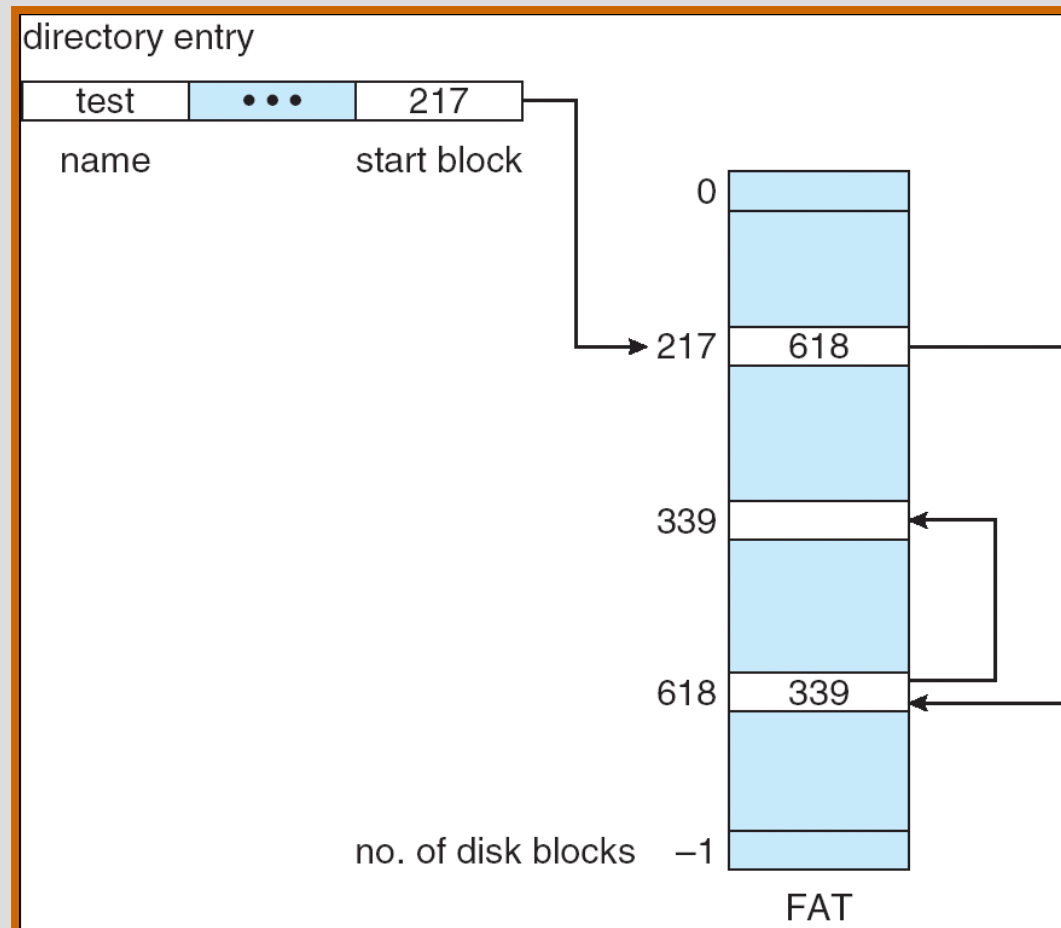 directory entry
test ••• 217
name start block
0
217 618
339
618 339
no. of disk blocks –1
FAT